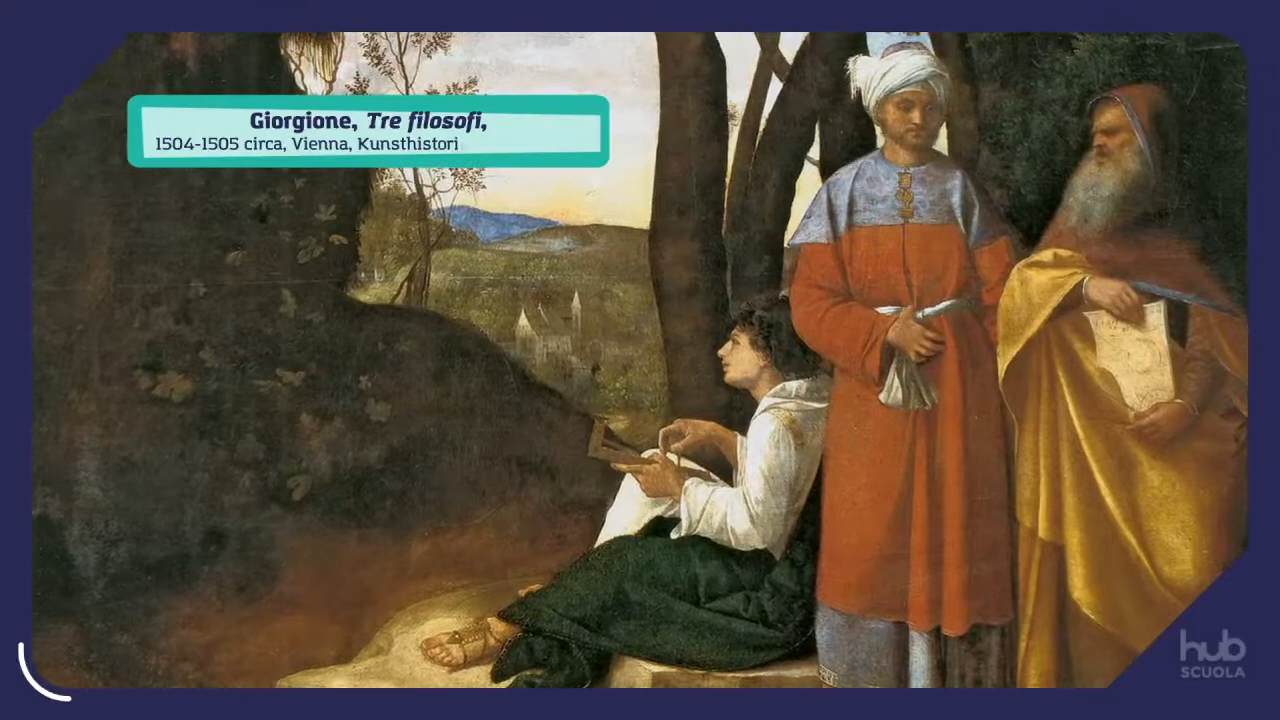 Giorgione, Tre filosofi,
1504-1505 circa, Vienna, Kunsthistori
hub
SCUOLA